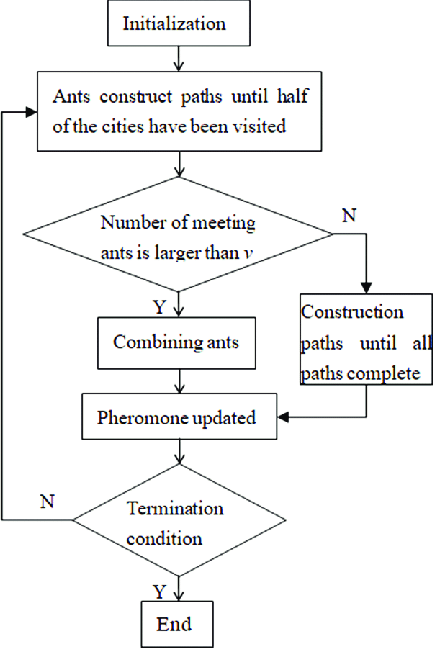 Initialization
Ants construct paths until half
of the cities have been visited
Number of meeting
ants is larger than v
N
Y
Construction
paths until all
paths complete
Combining ants
Pheromone updated
N
Termination
condition
Y
End